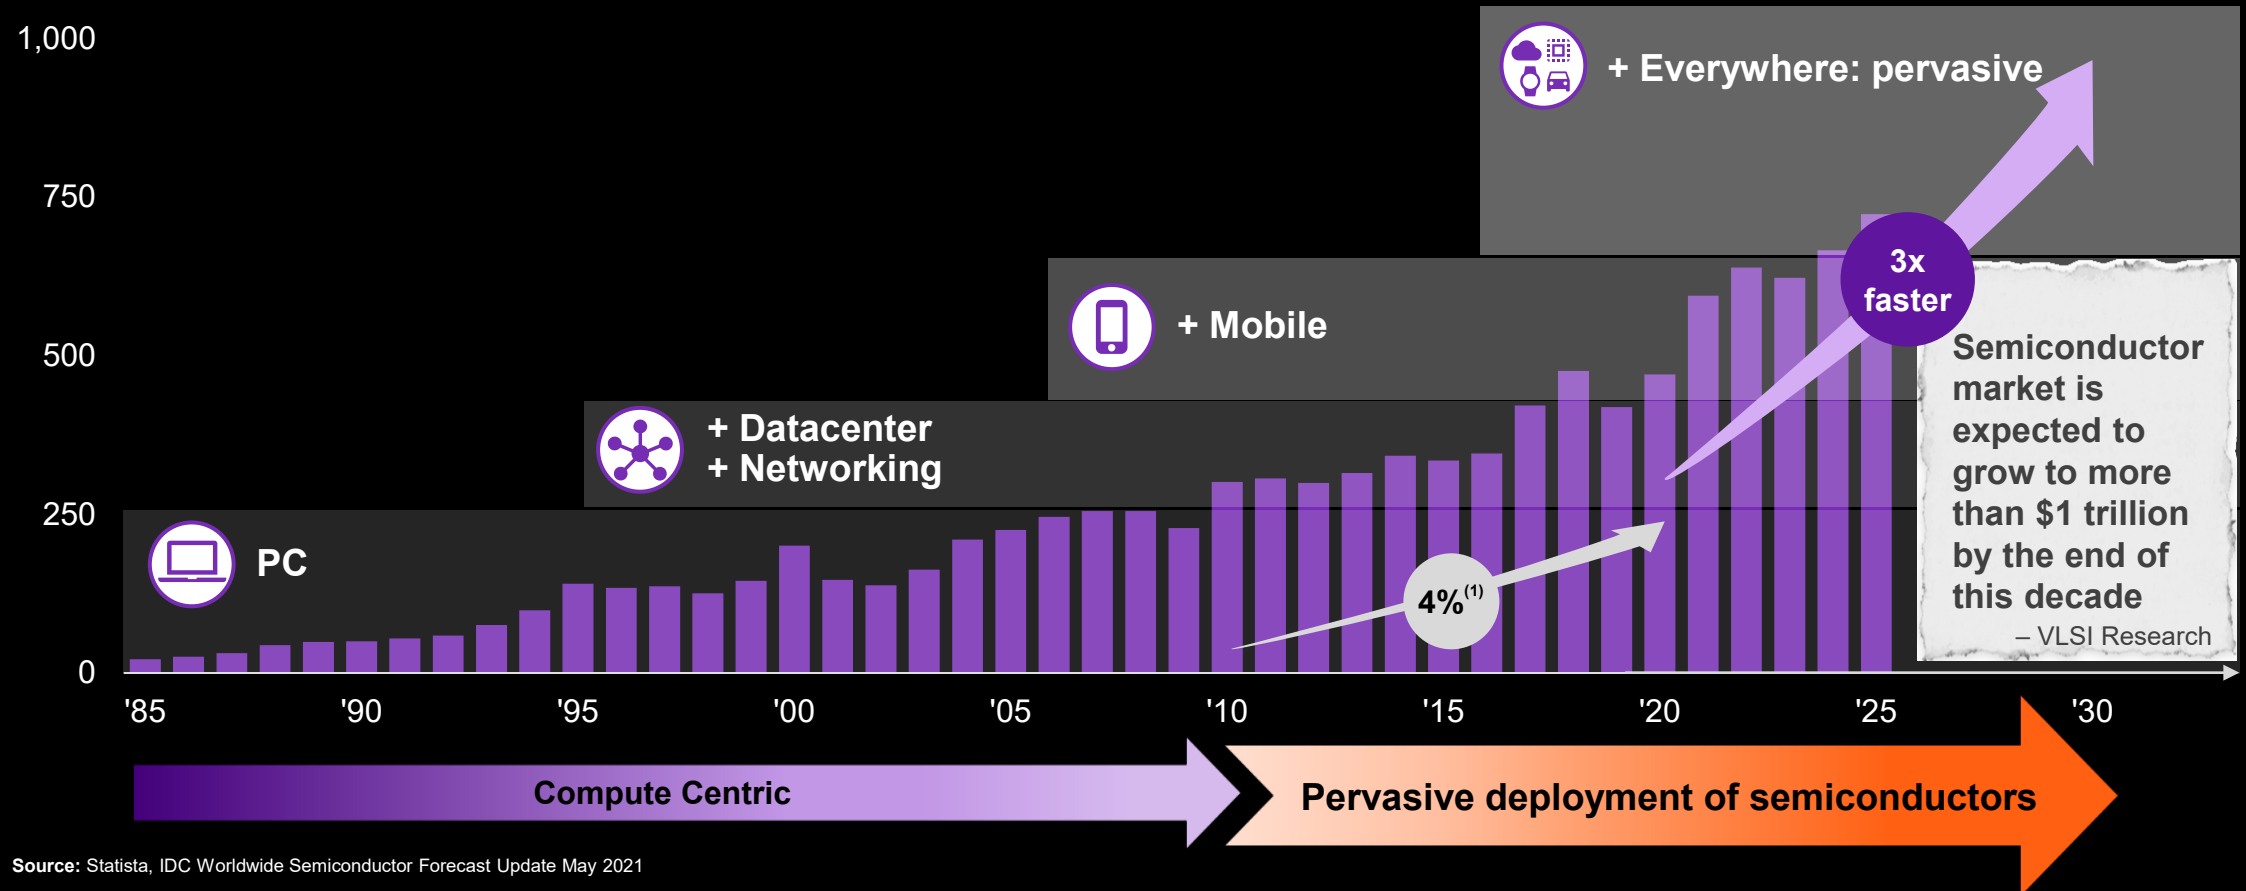 1,000
750
500
250
0
+ Everywhere: pervasive
+ Mobile
+ Datacenter
+ Networking
PC
3x
faster
4%(1)
Semiconductor
market is
expected to
grow to more
than $1 trillion
by the end of
this decade
– VLSI Research
'85 '90 '95 '00 '05 '10 '15 '20 '25 '30
Compute Centric
Pervasive deployment of semiconductors
Source: Statista, IDC Worldwide Semiconductor Forecast Update May 2021